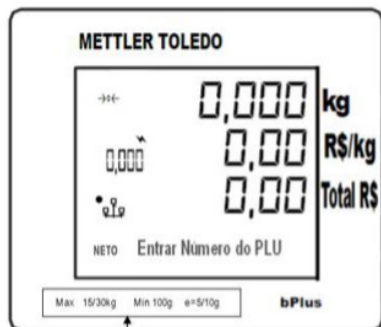 METTLER TOLEDO
0,000 kg
0,000 0,00 R$/kg
0,00 Total R$
NETO Entrar Número do PLU
Max 15/30kg Min 100g e=5/10g bPlus